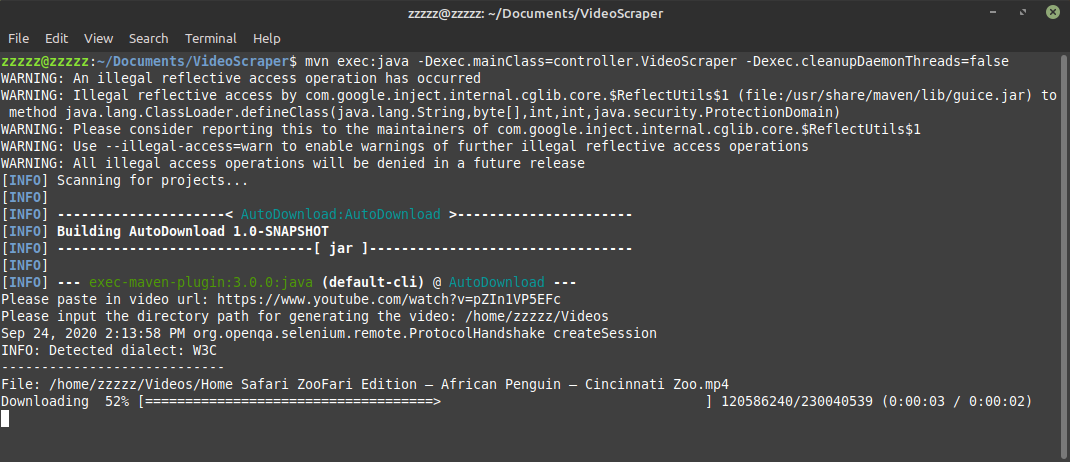 zzzzz@zzzzz: ~/Documents/VideoScraper
File Edit View Search Terminal Help
zzzzz@zzzzz:~/Documents/VideoScraper$ mvn exec:java -Dexec.mainClass=controller.VideoScraper -Dexec.cleanupDaemonThreads=false
WARNING: An illegal reflective access operation has occurred
WARNING: Illegal reflective access by com.google.inject.internal.cglib.core.$ReflectUtils$1 (file:/usr/share/maven/lib/guice.jar) to
 method java.lang.ClassLoader.defineClass(java.lang.String,byte[],int,int,java.security.ProtectionDomain)
WARNING: Please consider reporting this to the maintainers of com.google.inject.internal.cglib.core.$ReflectUtils$1
WARNING: Use --illegal-access=warn to enable warnings of further illegal reflective access operations
WARNING: All illegal access operations will be denied in a future release
[INFO] Scanning for projects...
[INFO]
[INFO] ---------------------< AutoDownload:AutoDownload >----------------------
[INFO] Building AutoDownload 1.0-SNAPSHOT
[INFO] --------------------------------[ jar ]---------------------------------
[INFO]
[INFO] --- exec-maven-plugin:3.0.0:java (default-cli) @ AutoDownload ---
Please paste in video url: https://www.youtube.com/watch?v=pZIn1VP5EFc
Please input the directory path for generating the video: /home/zzzzz/Videos
Sep 24, 2020 2:13:58 PM org.openqa.selenium.remote.ProtocolHandshake createSession
INFO: Detected dialect: W3C
----------------------------
File: /home/zzzzz/Videos/Home Safari ZooFari Edition – African Penguin – Cincinnati Zoo.mp4
Downloading  52% [====================================>                                 ] 120586240/230040539 (0:00:03 / 0:00:02)